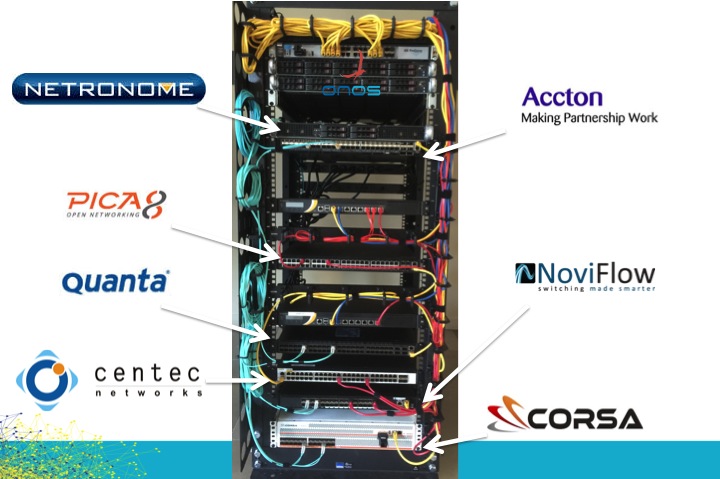 NETRONOME
onos
Accton
Making Partnership Work
PICA8
OPEN NETWORKING
NoviFlow
switching made smarter
Quanta
centec
networks
CORSA